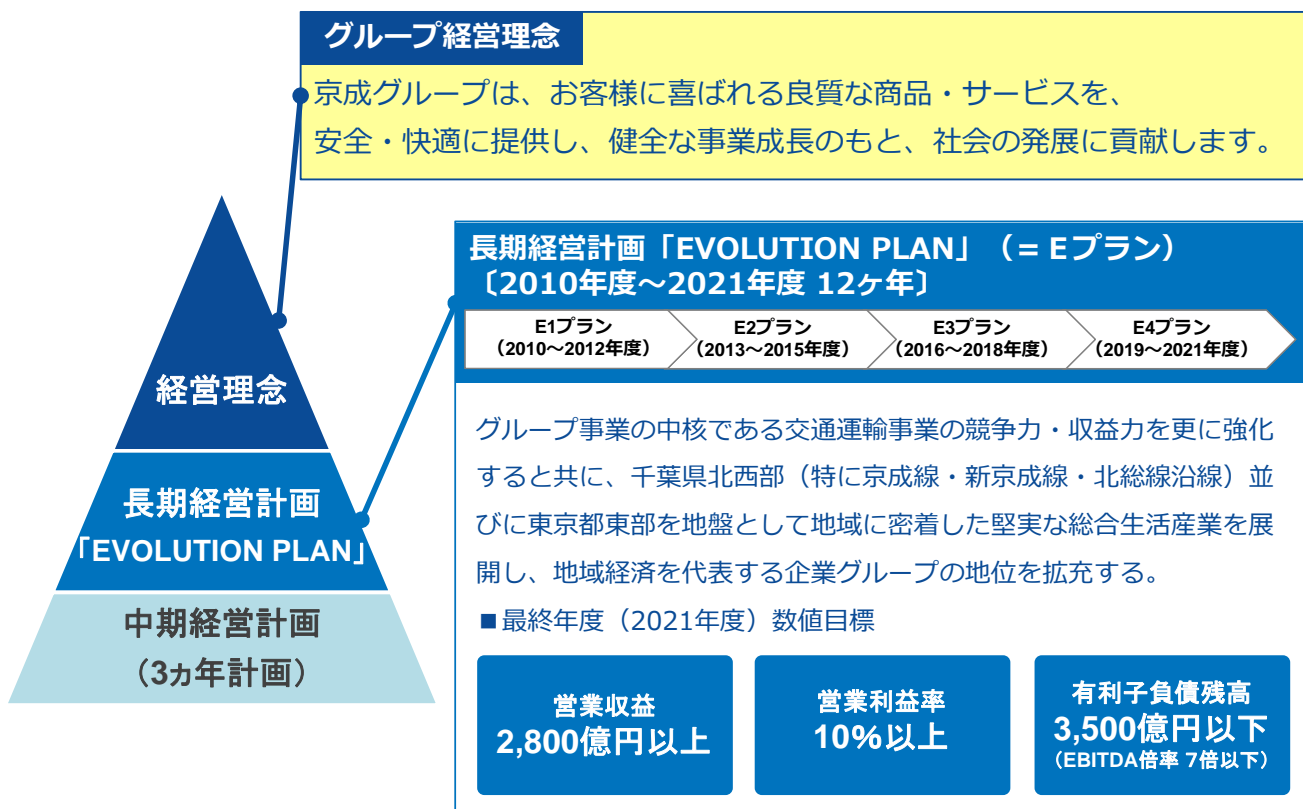 グループ経営理念
京成グループは、お客様に喜ばれる良質な商品・サービスを、
安全・快適に提供し、健全な事業成長のもと、社会の発展に貢献します。
経営理念
長期経営計画
「EVOLUTION PLAN」
中期経営計画
（3ヵ年計画）
長期経営計画「EVOLUTION PLAN」（= Eプラン）
〔2010年度～2021年度 12ヶ年〕
E1プラン
（2010～2012年度）
E2プラン
（2013～2015年度）
E3プラン
（2016～2018年度）
E4プラン
（2019～2021年度）
グループ事業の中核である交通運輸事業の競争力・収益力を更に強化
すると共に、千葉県北西部（特に京成線・新京成線・北総線沿線）並
びに東京都東部を地盤として地域に密着した堅実な総合生活産業を展
開し、地域経済を代表する企業グループの地位を拡充する。
■最終年度（2021年度）数値目標
営業収益
2,800億円以上
営業利益率
10%以上
有利子負債残高
3,500億円以下
（EBITDA倍率 7倍以下）